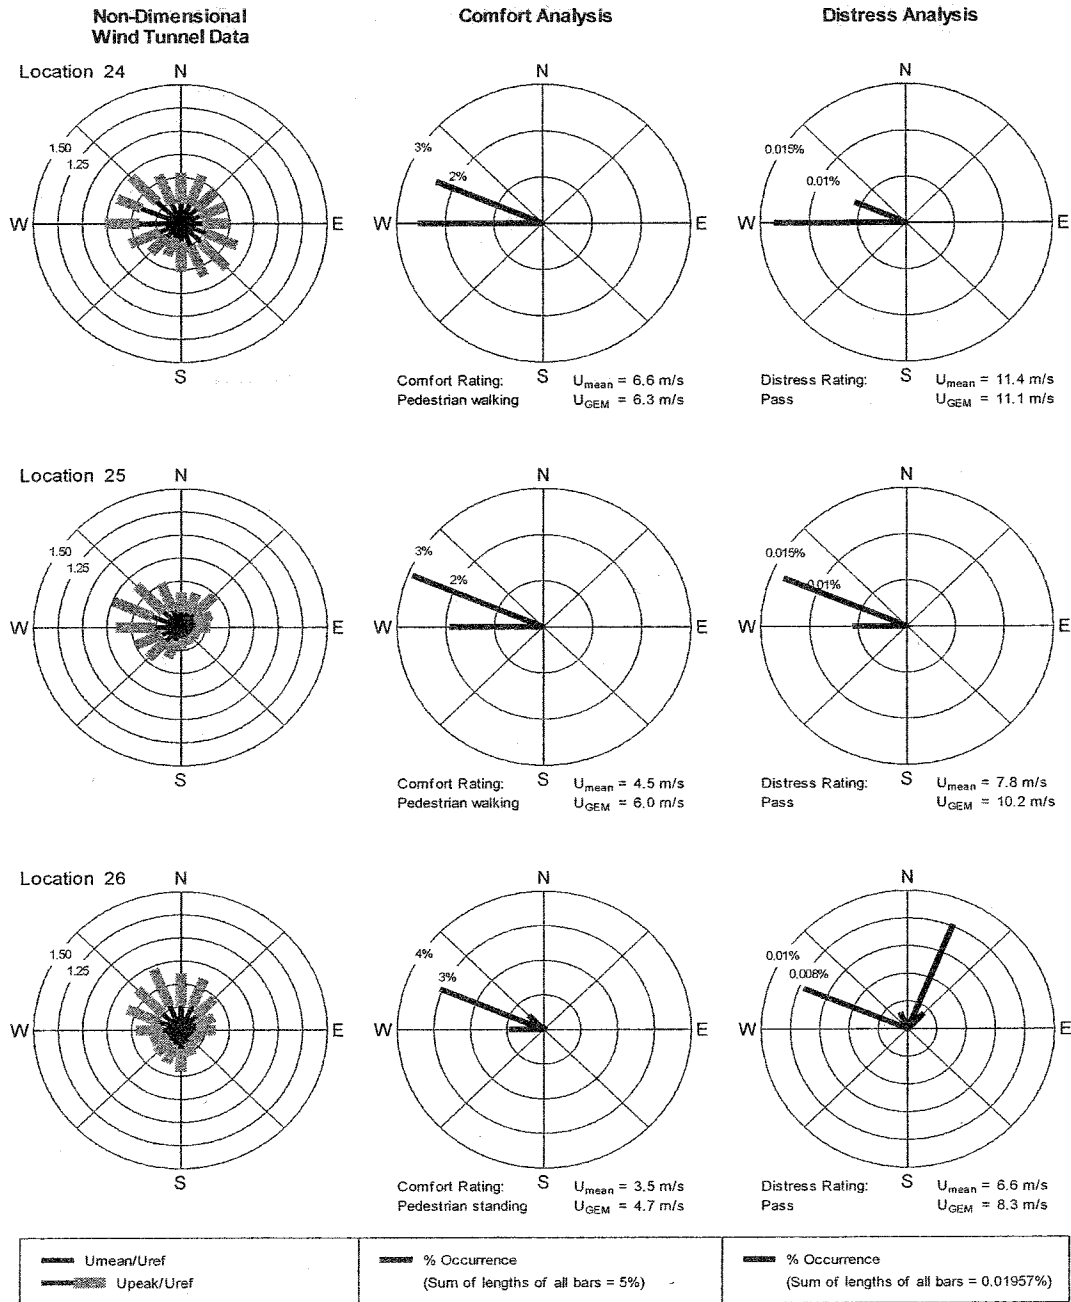 Non-Dimensional
Wind Tunnel Data
Comfort Analysis
Distress Analysis
Location 24
N
1.50
1.25
W
E
S
N
3%
2%
W
E
S
Comfort Rating:
Pedestrian walking
Umean = 6.6 m/s
UGEM = 6.3 m/s
N
0.015%
0.01%
W
E
S
Distress Rating:
Pass
Umean = 11.4 m/s
UGEM = 11.1 m/s
Location 25
N
1.50
1.25
W
E
S
N
3%
2%
W
E
S
Comfort Rating:
Pedestrian walking
Umean = 4.5 m/s
UGEM = 6.0 m/s
N
0.015%
0.01%
W
E
S
Distress Rating:
Pass
Umean = 7.8 m/s
UGEM = 10.2 m/s
Location 26
N
1.50
1.25
W
E
S
N
4%
3%
W
E
S
Comfort Rating:
Pedestrian standing
Umean = 3.5 m/s
UGEM = 4.7 m/s
N
0.01%
0.008%
W
E
S
Distress Rating:
Pass
Umean = 6.6 m/s
UGEM = 8.3 m/s
Umean/Uref
Upeak/Uref
% Occurrence
(Sum of lengths of all bars = 5%)
% Occurrence
(Sum of lengths of all bars = 0.01957%)